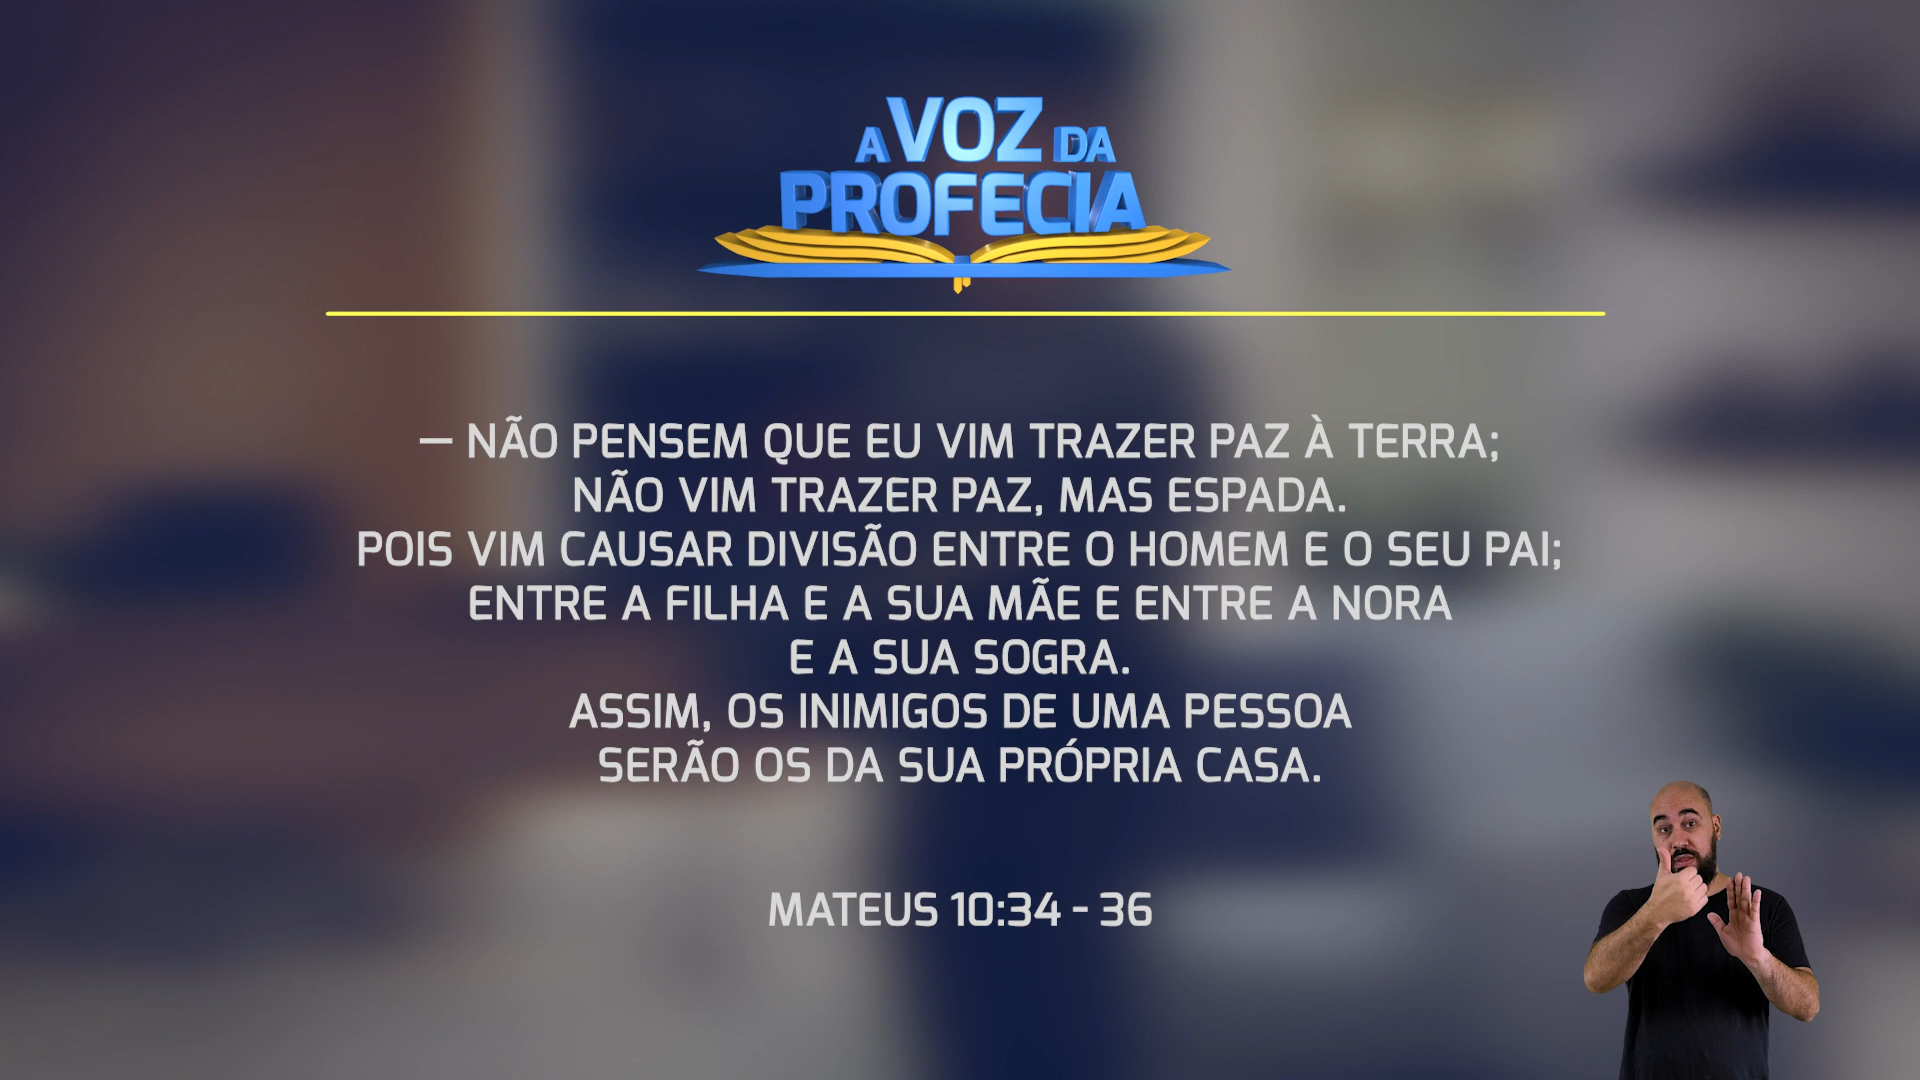 A VOZ DA
PROFECIA
— NÃO PENSEM QUE EU VIM TRAZER PAZ À TERRA;
NÃO VIM TRAZER PAZ, MAS ESPADA.
POIS VIM CAUSAR DIVISÃO ENTRE O HOMEM E O SEU PAI;
ENTRE A FILHA E A SUA MÃE E ENTRE A NORA
E A SUA SOGRA.
ASSIM, OS INIMIGOS DE UMA PESSOA
SERÃO OS DA SUA PRÓPRIA CASA.
MATEUS 10:34 - 36